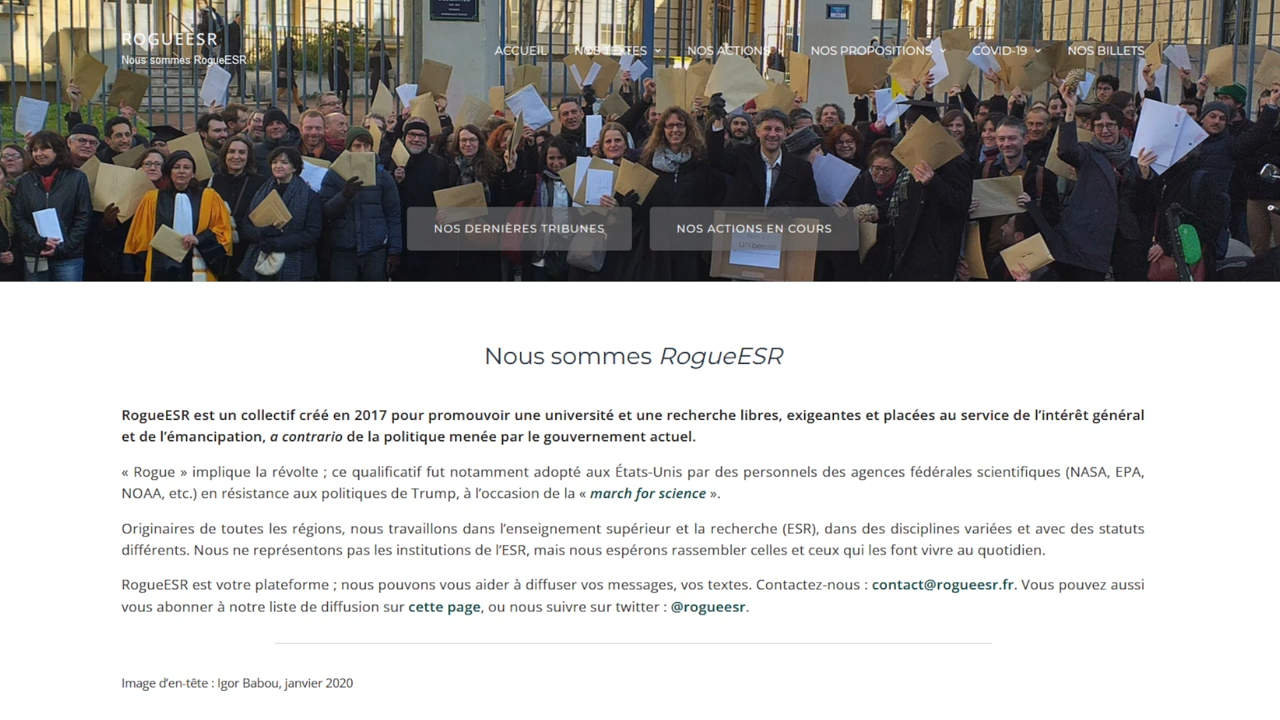 ROGUEESR
Nous sommes RogueESR
ACCUEIL NOS TEXTES NOS ACTIONS NOS PROPOSITIONS COVID-19 NOS BILLETS
NOS DERNIÈRES TRIBUNES NOS ACTIONS EN COURS
Nous sommes RogueESR
RogueESR est un collectif créé en 2017 pour promouvoir une université et une recherche libres, exigeantes et placées au service de l’intérêt général
et de l’émancipation, a contrario de la politique menée par le gouvernement actuel.
« Rogue » implique la révolte ; ce qualificatif fut notamment adopté aux États-Unis par des personnels des agences fédérales scientifiques (NASA, EPA,
NOAA, etc.) en résistance aux politiques de Trump, à l’occasion de la « march for science ».
Originaires de toutes les régions, nous travaillons dans l’enseignement supérieur et la recherche (ESR), dans des disciplines variées et avec des statuts
différents. Nous ne représentons pas les institutions de l’ESR, mais nous espérons rassembler celles et ceux qui les font vivre au quotidien.
RogueESR est votre plateforme ; nous pouvons vous aider à diffuser vos messages, vos textes. Contactez-nous : contact@rogueesr.fr. Vous pouvez aussi
vous abonner à notre liste de diffusion sur cette page, ou nous suivre sur twitter : @rogueesr.
Image d’en-tête : Igor Babou, janvier 2020